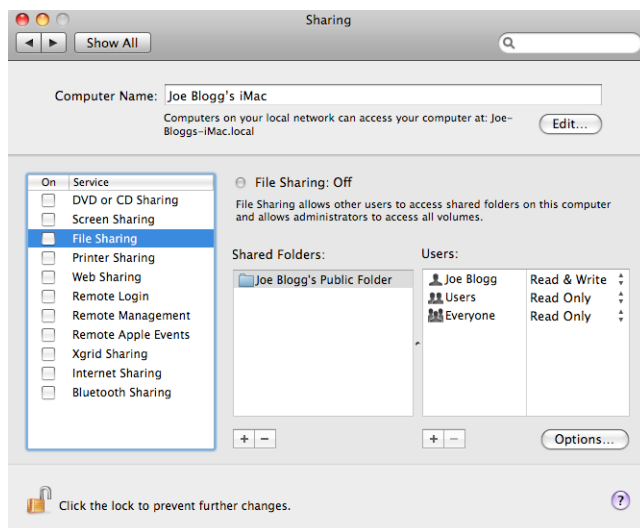 Sharing
Show All
Computer Name: Joe Blogg's iMac
Computers on your local network can access your computer at: Joe-
Bloggs-iMac.local
Edit...
On Service
DVD or CD Sharing
Screen Sharing
File Sharing
Printer Sharing
Web Sharing
Remote Login
Remote Management
Remote Apple Events
Xgrid Sharing
Internet Sharing
Bluetooth Sharing
File Sharing: Off
File Sharing allows other users to access shared folders on this computer
and allows administrators to access all volumes.
Shared Folders:
Joe Blogg's Public Folder
Users:
Joe Blogg Read & Write
Users Read Only
Everyone Read Only
+ −
+ −
Options...
Click the lock to prevent further changes.
?